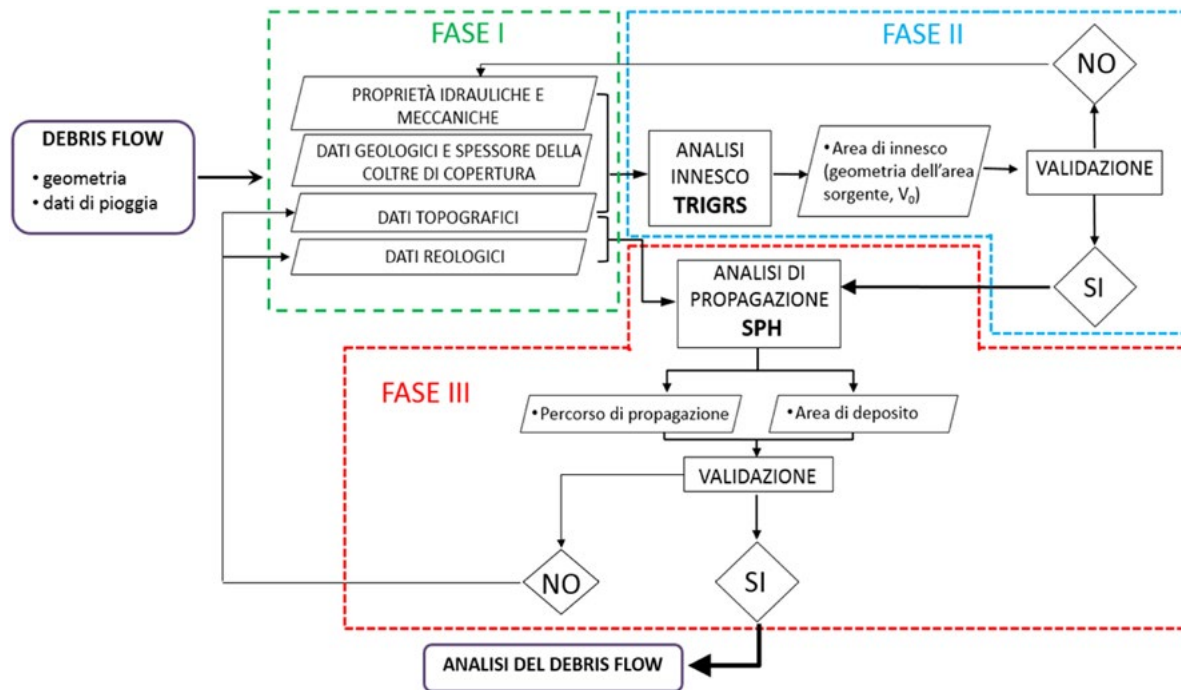 FASE I
FASE II
NO
PROPRIETÀ IDRAULICHE E
MECCANICHE
DEBRIS FLOW
• geometria
• dati di pioggia
DATI GEOLOGICI E SPESSORE DELLA
COLTRE DI COPERTURA
ANALISI
INNESCO
TRIGRS
• Area di innesco
(geometria dell'area
sorgente, V₀)
VALIDAZIONE
DATI TOPOGRAFICI
DATI REOLOGICI
ANALISI DI
PROPAGAZIONE
SPH
SI
FASE III
• Percorso di propagazione
• Area di deposito
VALIDAZIONE
NO
SI
ANALISI DEL DEBRIS FLOW